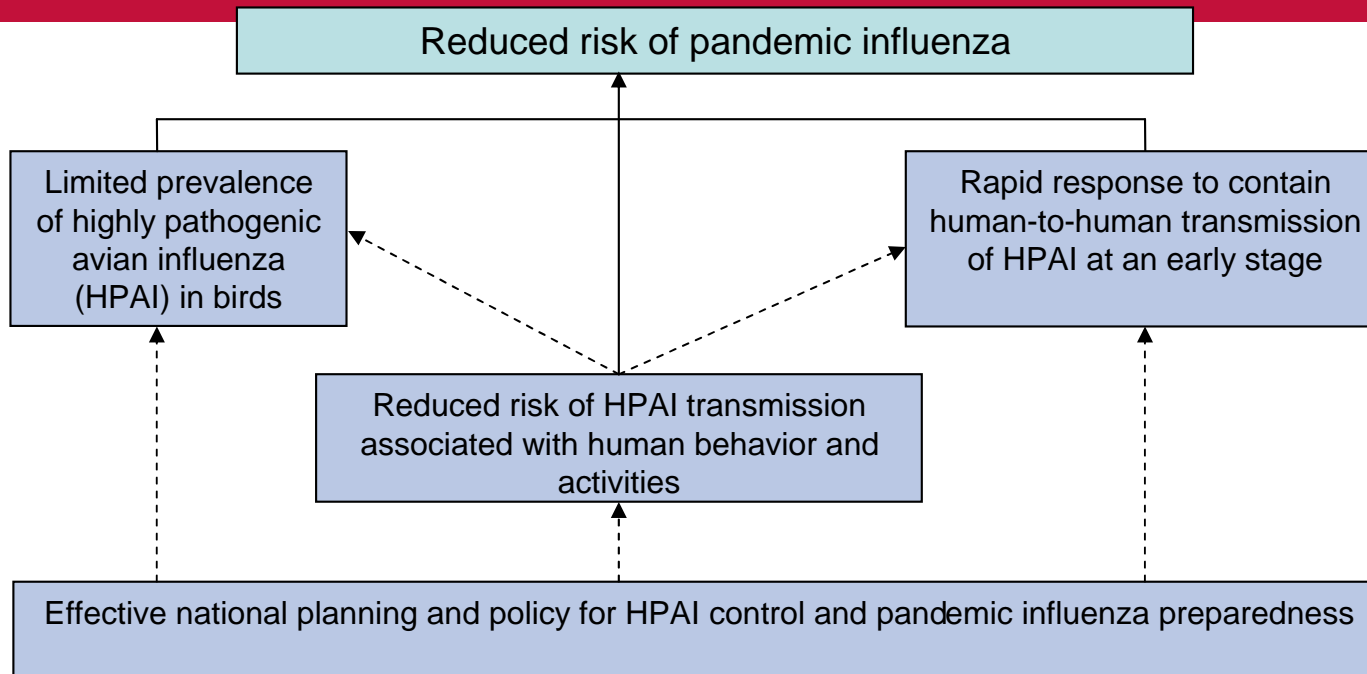 Reduced risk of pandemic influenza
Limited prevalence
of highly pathogenic
avian influenza
(HPAI) in birds
Rapid response to contain
human-to-human transmission
of HPAI at an early stage
Reduced risk of HPAI transmission
associated with human behavior and
activities
Effective national planning and policy for HPAI control and pandemic influenza preparedness